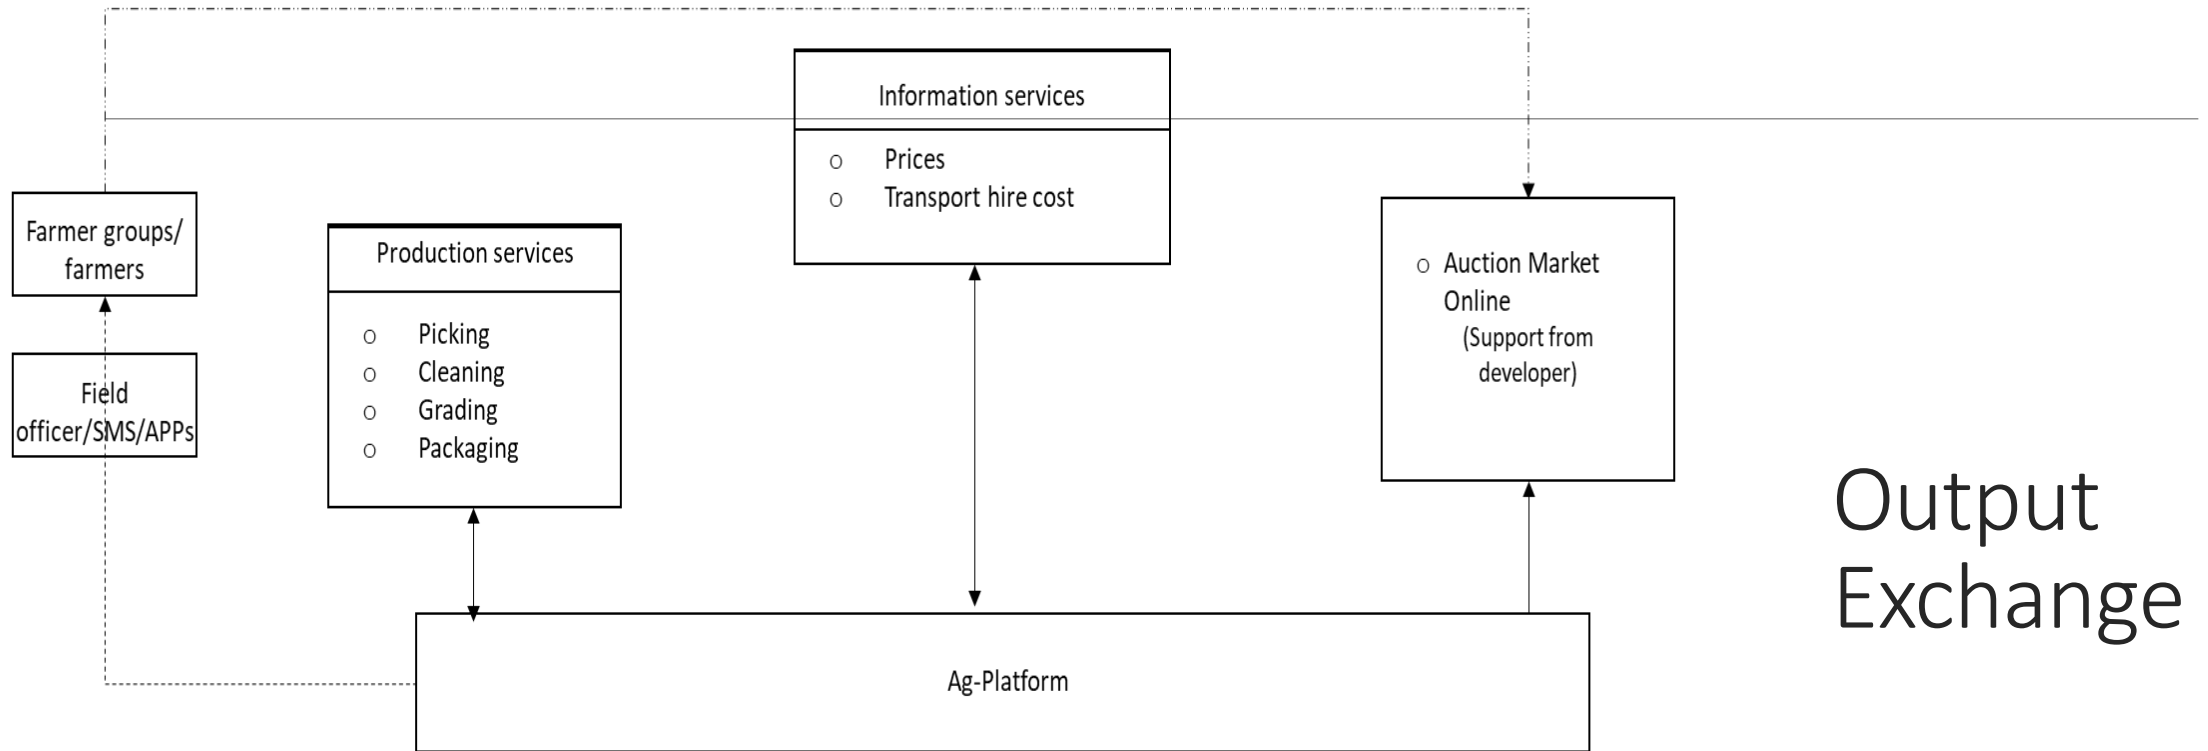 Information services
o Prices
o Transport hire cost
Farmer groups/
farmers
Field
officer/SMS/APPs
Production services
o Picking
o Cleaning
o Grading
o Packaging
o Auction Market
Online
(Support from
developer)
Output
Exchange
Ag-Platform